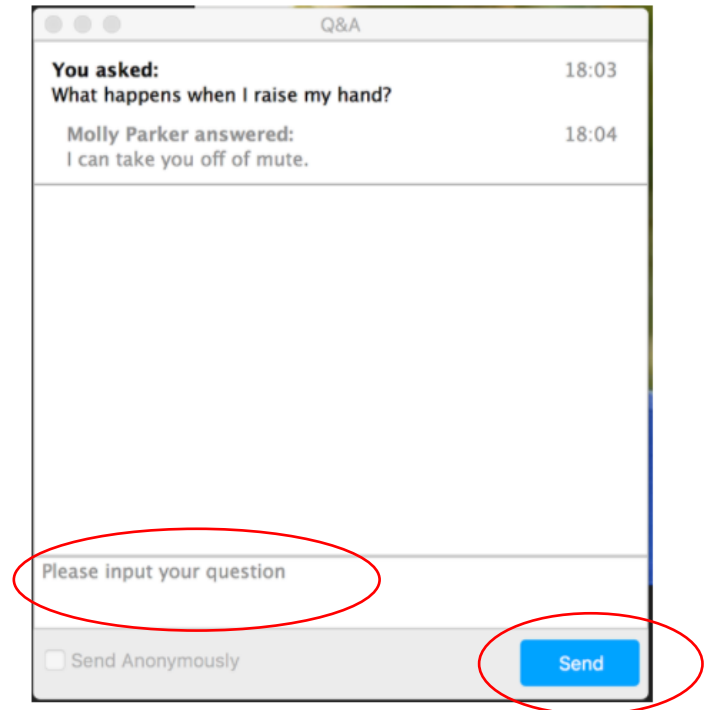 Q&A
You asked: 18:03
What happens when I raise my hand?
Molly Parker answered: 18:04
I can take you off of mute.
Please input your question
Send Anonymously
Send